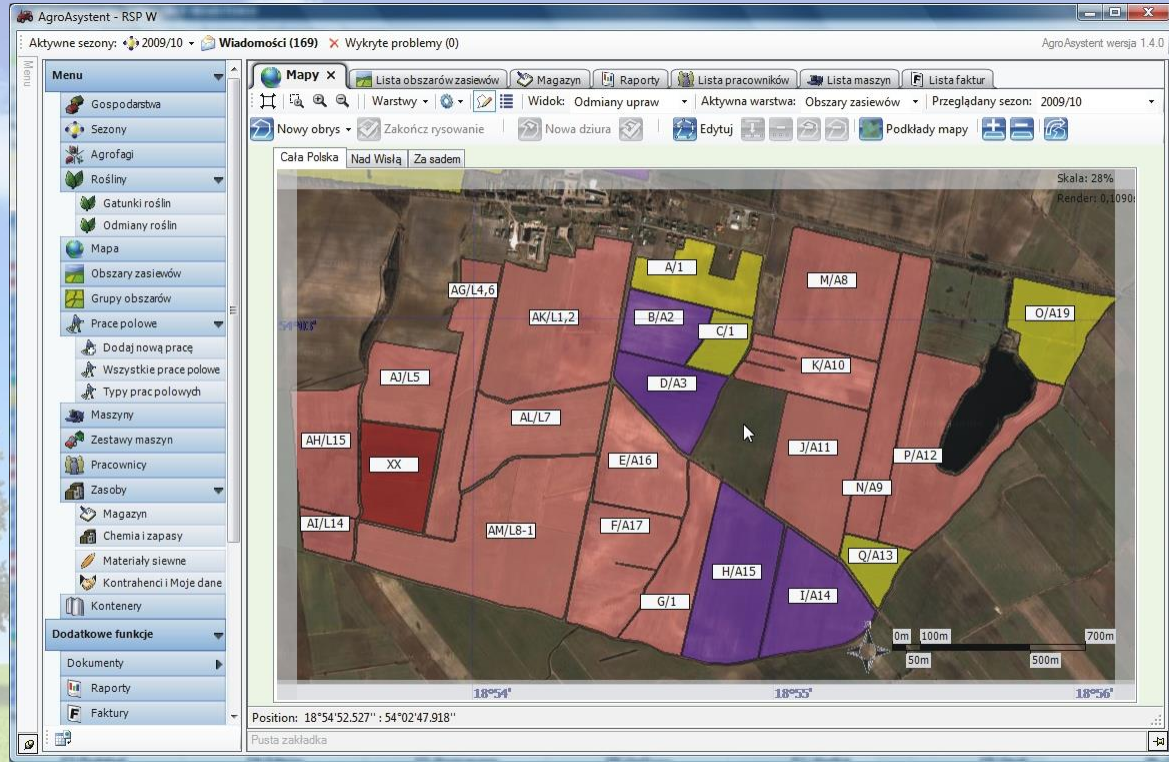 AgroAsystent - RSP W
Aktywne sezony: 2009/10 Wiadomości (169) Wykryte problemy (0) AgroAsystent wersja 1.4.0
Menu
Menu
Gospodarstwa
Sezony
Agrofagi
Rośliny
Gatunki roślin
Odmiany roślin
Mapa
Obszary zasiewów
Grupy obszarów
Prace polowe
Dodaj nową pracę
Wszystkie prace polowe
Typy prac polowych
Maszyny
Zestawy maszyn
Pracownicy
Zasoby
Magazyn
Chemia i zapasy
Materiały siewne
Kontrahenci i Moje dane
Kontenery
Dodatkowe funkcje
Dokumenty
Raporty
Faktury
Mapy Lista obszarów zasiewów Magazyn Raporty Lista pracowników Lista maszyn Lista faktur
Warstwy Widok: Odmiany upraw Aktywna warstwa: Obszary zasiewów Przeglądany sezon: 2009/10
Nowy obrys Zakończ rysowanie Nowa dziura Edytuj Podkłady mapy
Cała Polska Nad Wisłą Za sadem
Skala: 28%
Render: 0,1090s
A/1
M/A8
AG/L4,6
AK/L1,2
B/A2
C/1
O/A19
54°03'
K/A10
AJ/L5
D/A3
AL/L7
AH/L15
XX
E/A16
J/A11
P/A12
N/A9
AI/L14
AM/L8-1
F/A17
Q/A13
H/A15
I/A14
G/1
0m 100m 700m
50m 500m
18°54' 18°55' 18°56'
Position: 18°54'52.527'' : 54°02'47.918''
Pusta zakładka